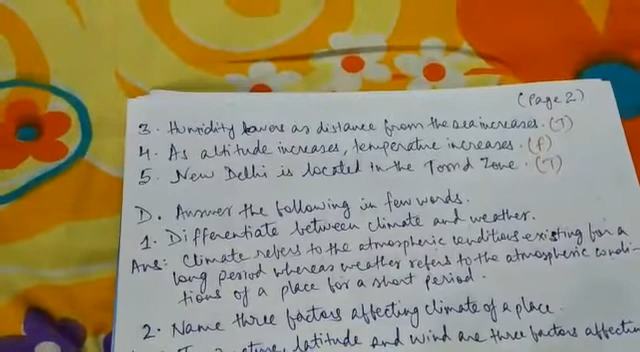 (Page 2)
3. Humidity lowers as distance from the sea increases. (T)
4. As altitude increases, temperature increases. (F)
5. New Delhi is located in the Torrid Zone. (T)
D. Answer the following in few words.
1. Differentiate between climate and weather.
Ans: Climate refers to the atmospheric conditions existing for a
long period whereas weather refers to the atmospheric condi-
tions of a place for a short period.
2. Name three factors affecting climate of a place.
latitude and wind are three factors affectin